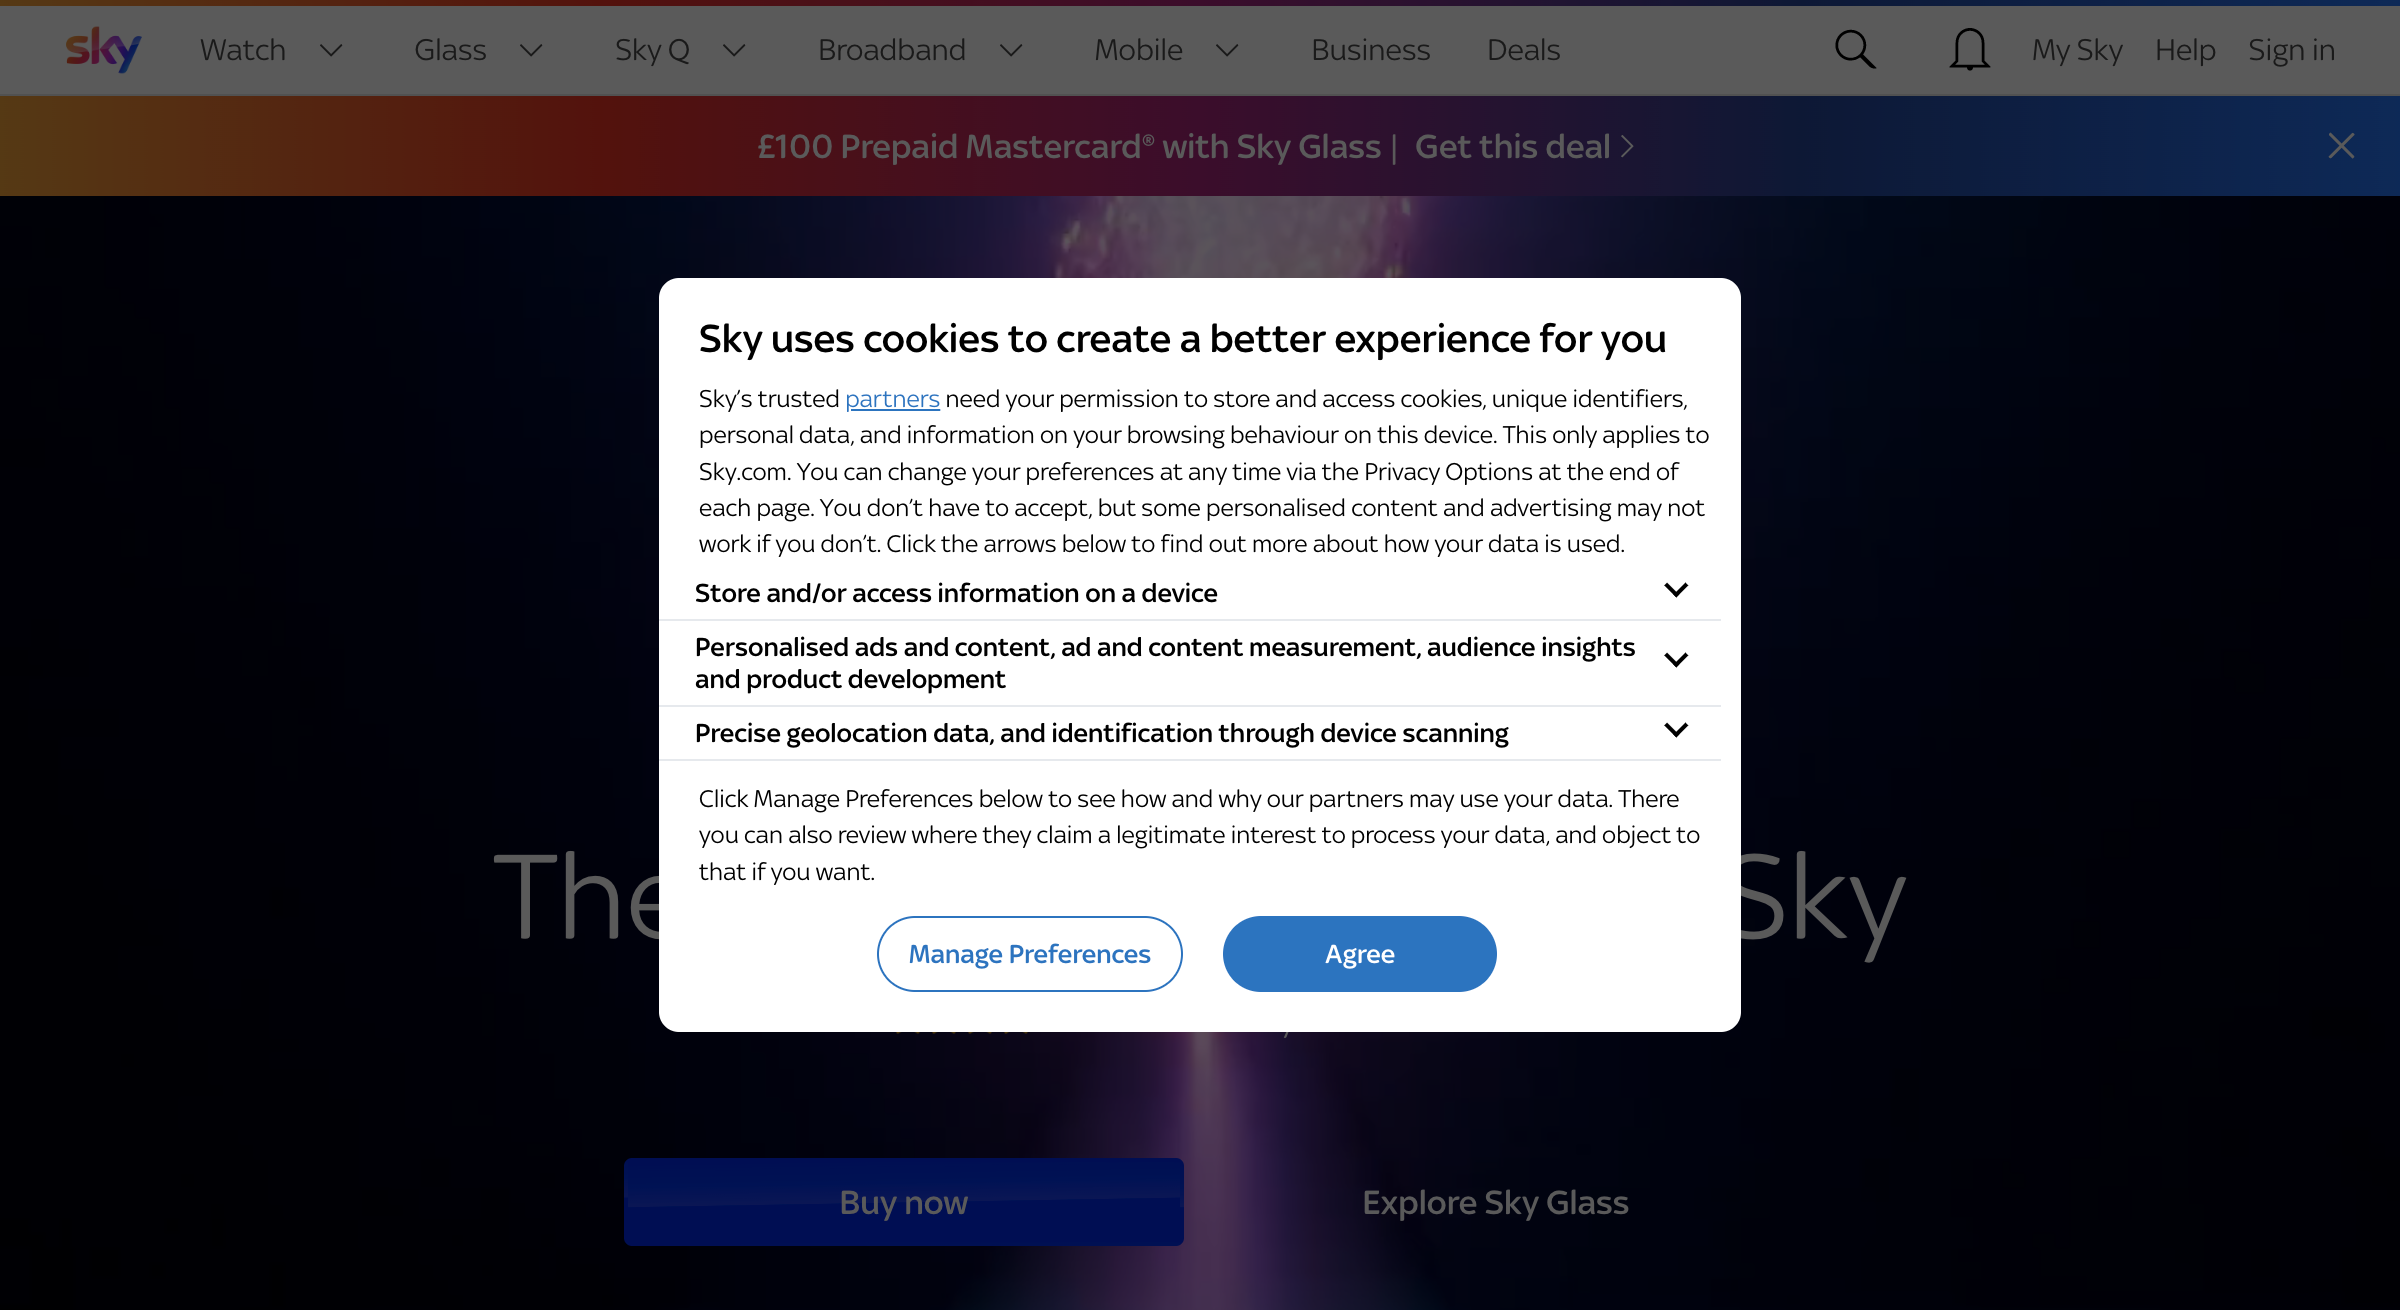 sky Watch Glass Sky Q Broadband Mobile Business Deals My Sky Help Sign in
£100 Prepaid Mastercard® with Sky Glass | Get this deal
Sky uses cookies to create a better experience for you
Sky’s trusted partners need your permission to store and access cookies, unique identifiers,
personal data, and information on your browsing behaviour on this device. This only applies to
Sky.com. You can change your preferences at any time via the Privacy Options at the end of
each page. You don’t have to accept, but some personalised content and advertising may not
work if you don’t. Click the arrows below to find out more about how your data is used.
Store and/or access information on a device
Personalised ads and content, ad and content measurement, audience insights
and product development
Precise geolocation data, and identification through device scanning
Click Manage Preferences below to see how and why our partners may use your data. There
you can also review where they claim a legitimate interest to process your data, and object to
that if you want.
The Sky
Manage Preferences Agree
Buy now Explore Sky Glass